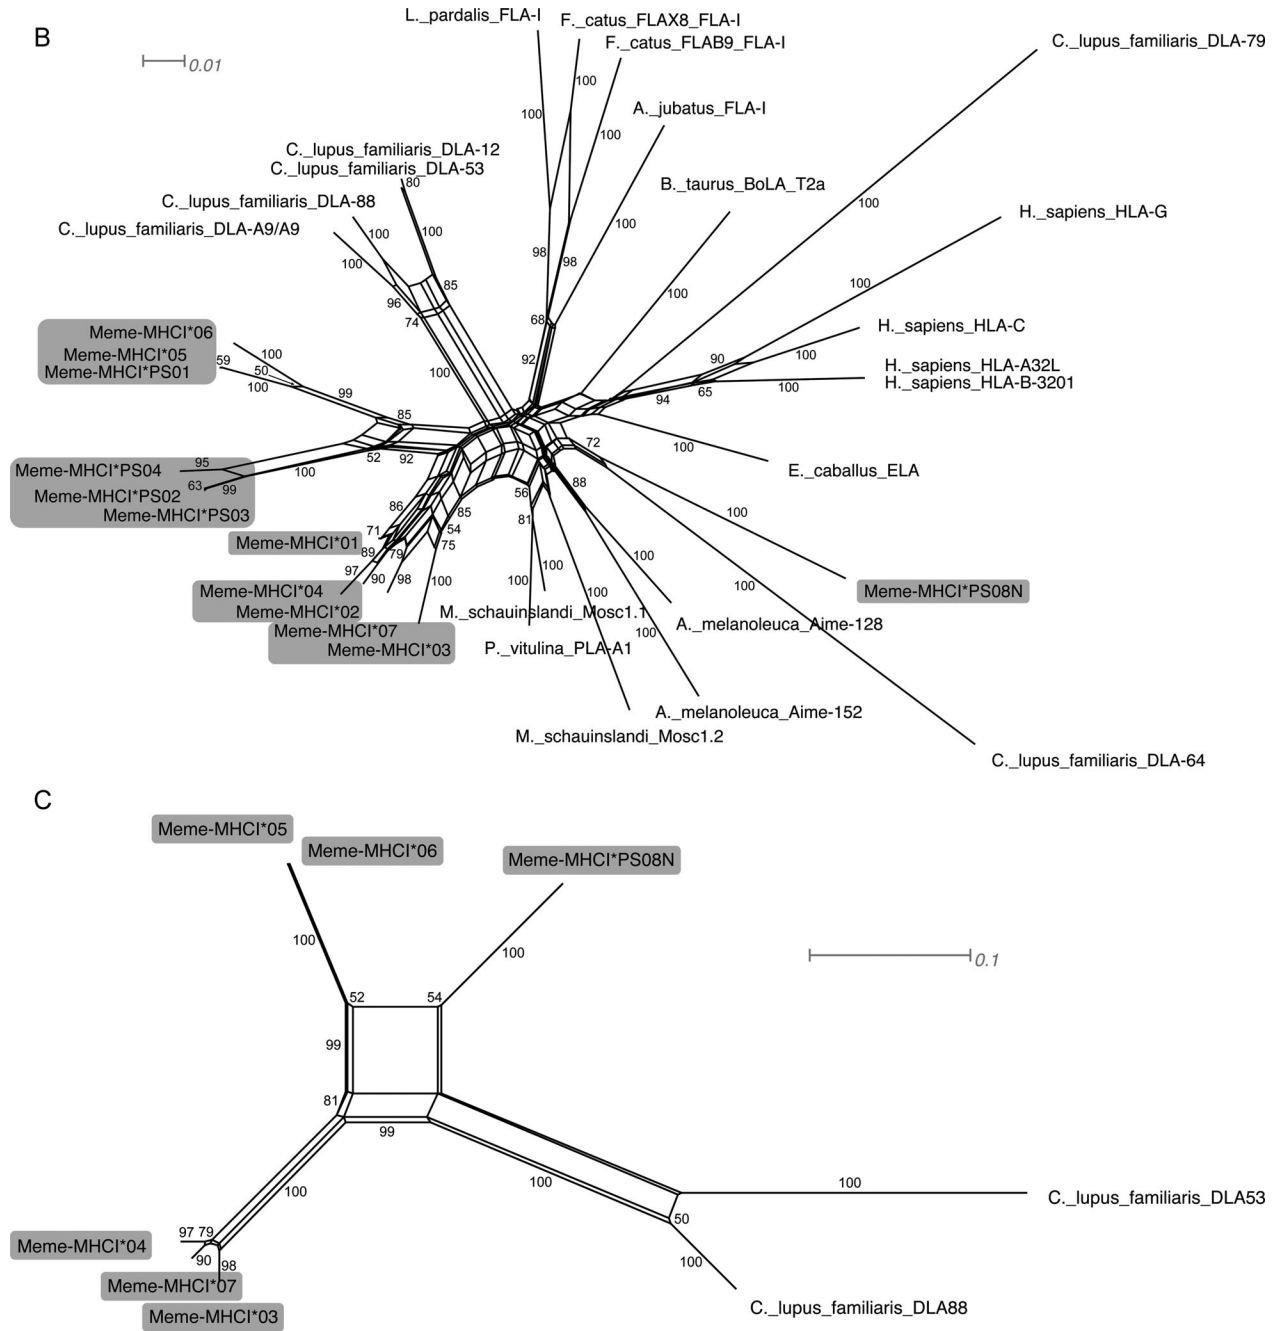 B
0.01
L._pardalis_FLA-I
F._catus_FLAX8_FLA-I
F._catus_FLAB9_FLA-I
C._lupus_familiaris_DLA-79
100
100
100
A._jubatus_FLA-I
C._lupus_familiaris_DLA-12
C._lupus_familiaris_DLA-53
80
B._taurus_BoLA_T2a
C._lupus_familiaris_DLA-88
100
H._sapiens_HLA-G
C._lupus_familiaris_DLA-A9/A9
100
100
100
98
98
100
96
85
100
100
74
68
H._sapiens_HLA-C
Meme-MHCI*06
Meme-MHCI*05
Meme-MHCI*PS01
59
100
50
100
99
100
92
90
100
H._sapiens_HLA-A32L
H._sapiens_HLA-B-3201
65
100
94
85
52
92
72
100
E._caballus_ELA
Meme-MHCI*PS04
95
100
Meme-MHCI*PS02
63
99
Meme-MHCI*PS03
88
86
85
56
81
100
71
54
Meme-MHCI*01
89
79
75
97
90
98
100
100
100
100
100
100
Meme-MHCI*04
Meme-MHCI*02
Meme-MHCI*PS08N
M._schauinslandi_Mosc1.1
A._melanoleuca_Aime-128
Meme-MHCI*07
100
Meme-MHCI*03
P._vitulina_PLA-A1
A._melanoleuca_Aime-152
M._schauinslandi_Mosc1.2
C._lupus_familiaris_DLA-64
C
Meme-MHCI*05
Meme-MHCI*06
Meme-MHCI*PS08N
100
100
0.1
52
54
99
81
99
100
100
100
C._lupus_familiaris_DLA53
50
97
79
Meme-MHCI*04
90
98
100
Meme-MHCI*07
C._lupus_familiaris_DLA88
Meme-MHCI*03